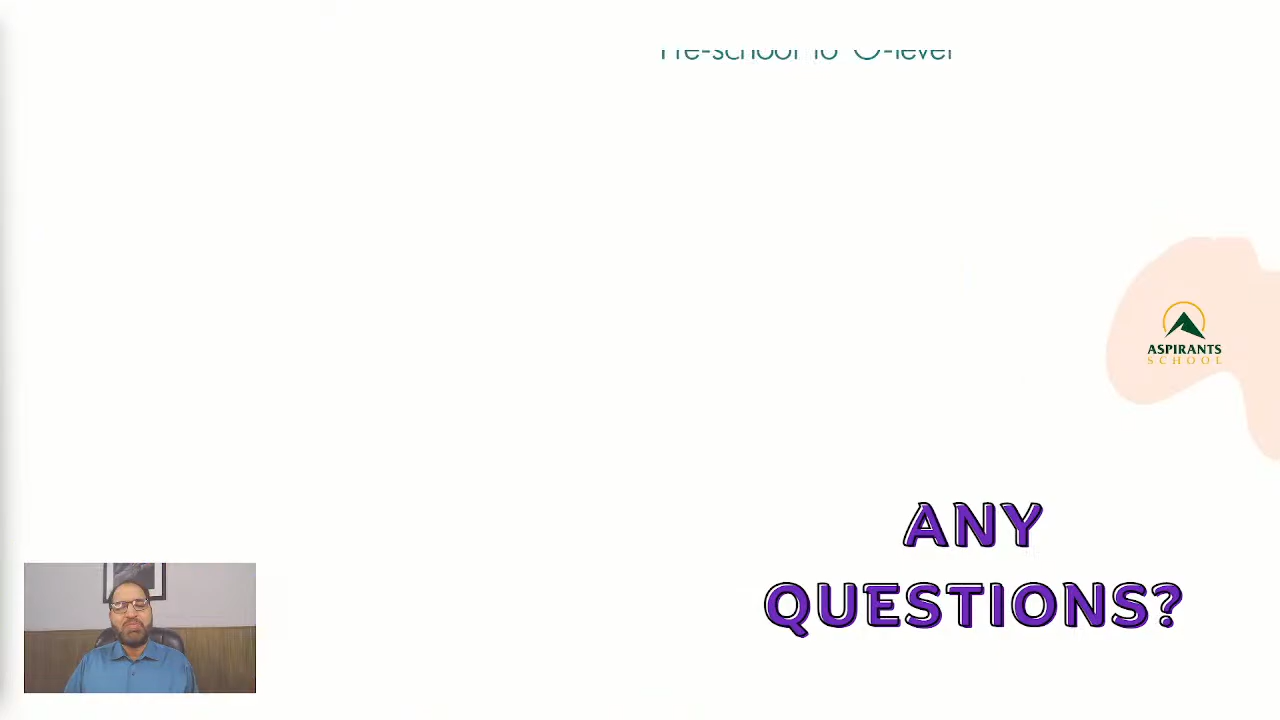 Pre-school to O-level
ASPIRANTS
SCHOOL
ANY
QUESTIONS?